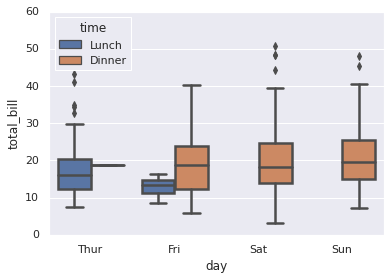 time
Lunch
Dinner
60
50
40
30
20
10
0
total_bill
Thur Fri Sat Sun
day